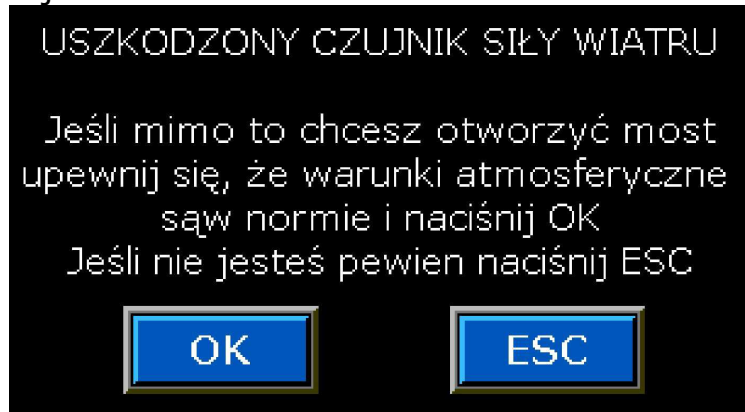 USZKODZONY CZUJNIK SIŁY WIATRU
Jeśli mimo to chcesz otworzyć most
upewnij się, że warunki atmosferyczne
sąw normie i naciśnij OK
Jeśli nie jesteś pewien naciśnij ESC
OK ESC